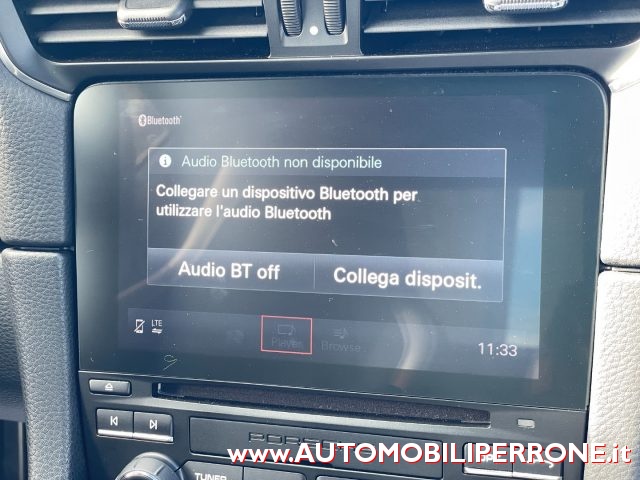 Bluetooth
Audio Bluetooth non disponibile
Collegare un dispositivo Bluetooth per
utilizzare l'audio Bluetooth
Audio BT off
Collega disposit.
LTE
Player
Browse
11:33
PORSCHE
TUNER
www.AUTOMOBILIPERRONE.it